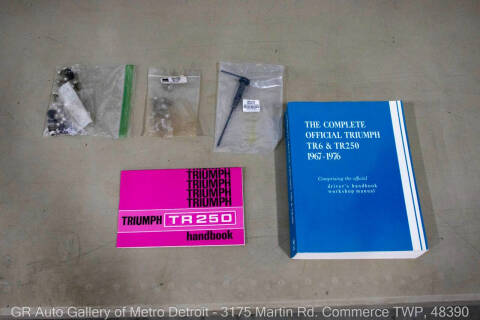 THE COMPLETE
OFFICIAL TRIUMPH
TR6 & TR250
1967-1976
Comprising the official
driver's handbook
workshop manual
TRIUMPH
TRIUMPH
TRIUMPH
TRIUMPH
TRIUMPH TR250
handbook
GR Auto Gallery of Metro Detroit - 3175 Martin Rd. Commerce TWP, 48390